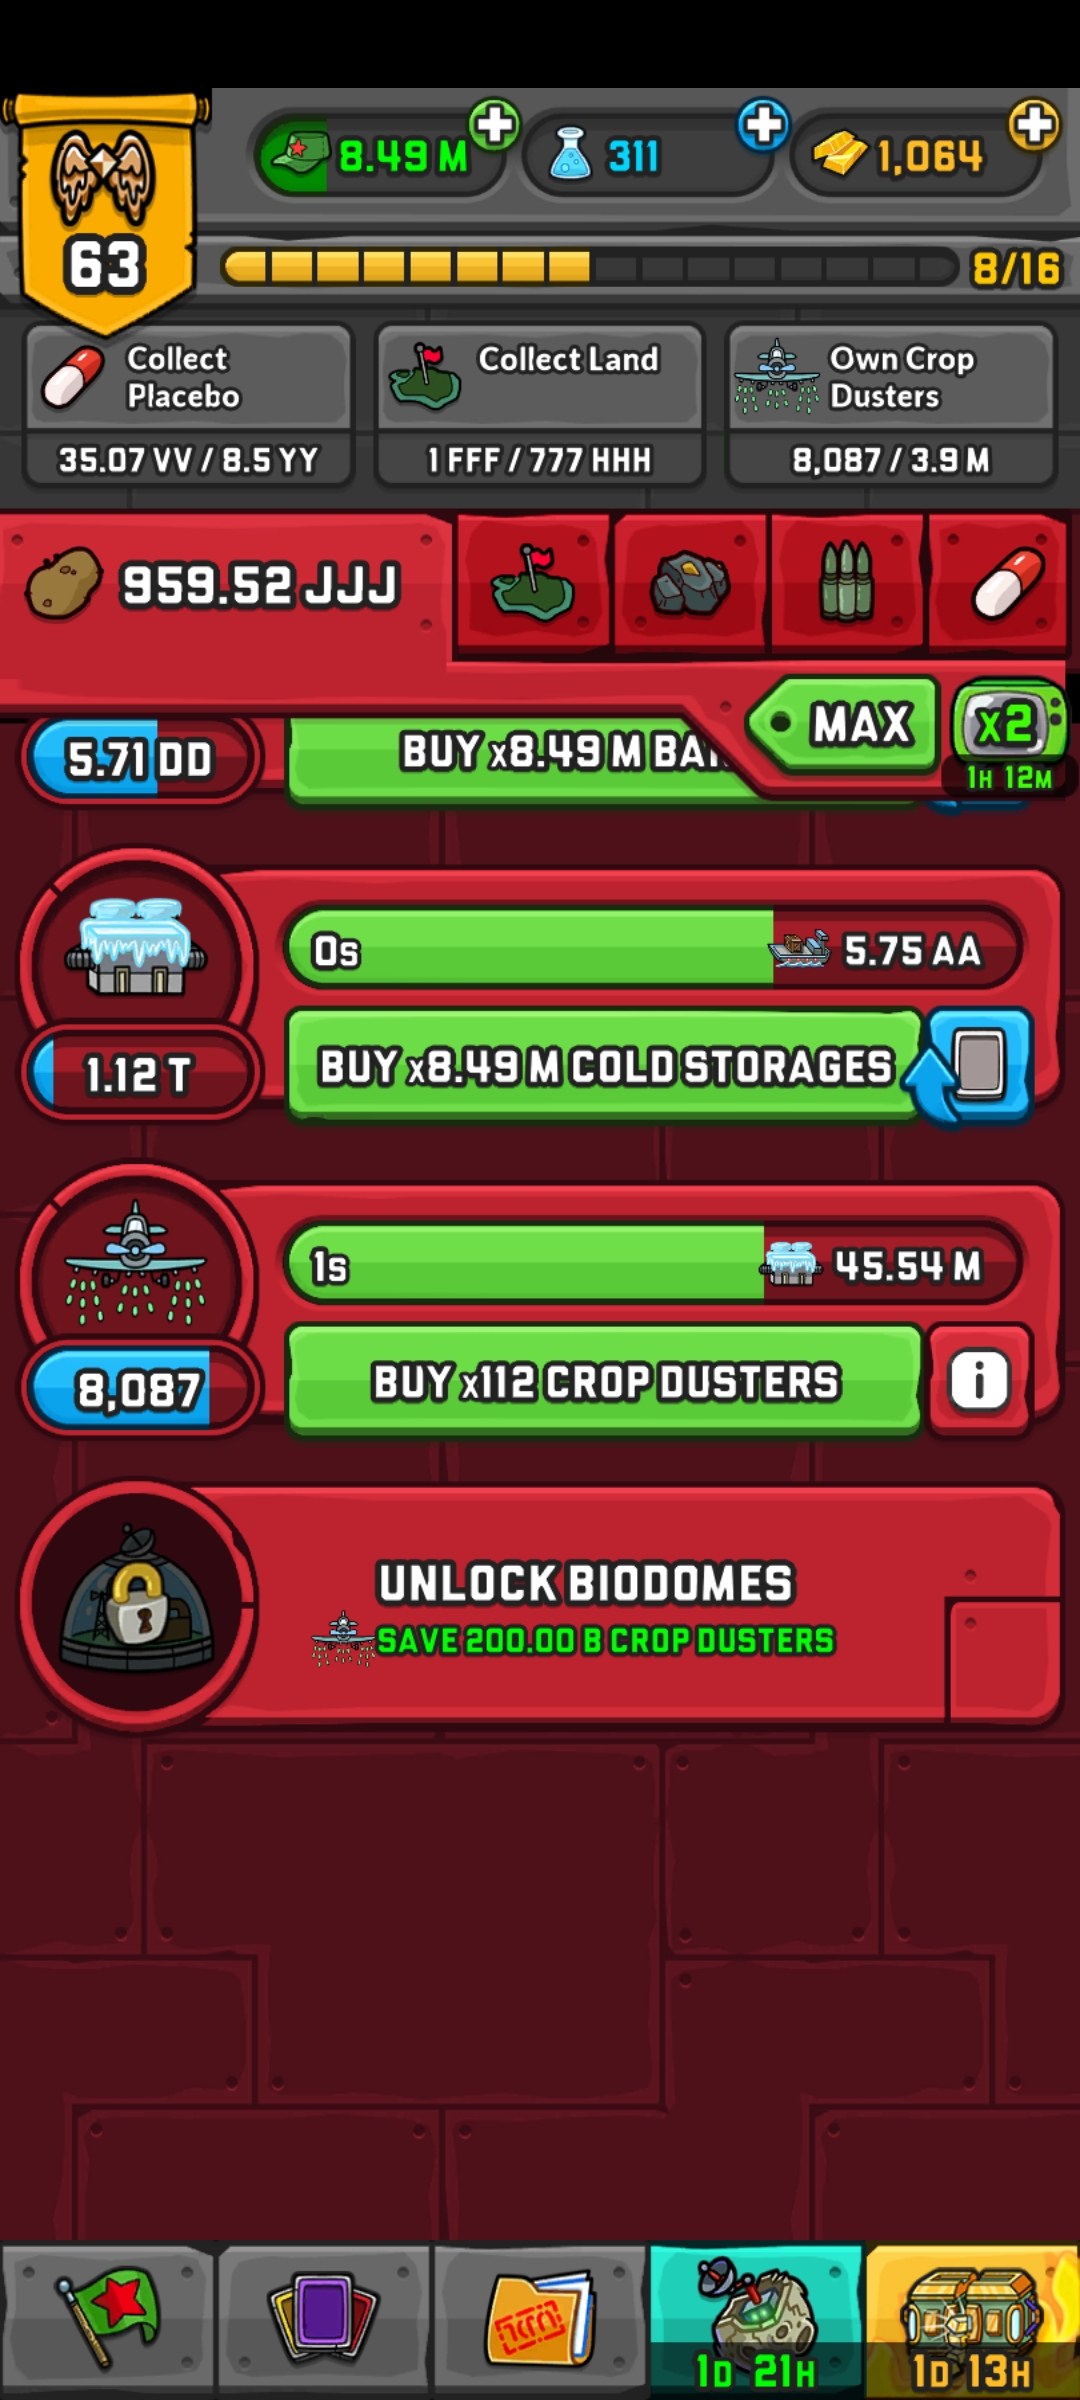 8.49 M
311
1,064
63
8/16
Collect
Placebo
35.07 VV / 8.5 YY
Collect Land
1 FFF / 777 HHH
Own Crop
Dusters
8,087 / 3.9 M
959.52 JJJ
MAX
X2
1H 12M
5.71 DD
BUY x8.49 M
0s
5.75 AA
1.12 T
BUY x8.49 M COLD STORAGES
1s
45.54 M
8,087
BUY x112 CROP DUSTERS
i
UNLOCK BIODOMES
SAVE 200.00 B CROP DUSTERS
1D 21H
1D 13H